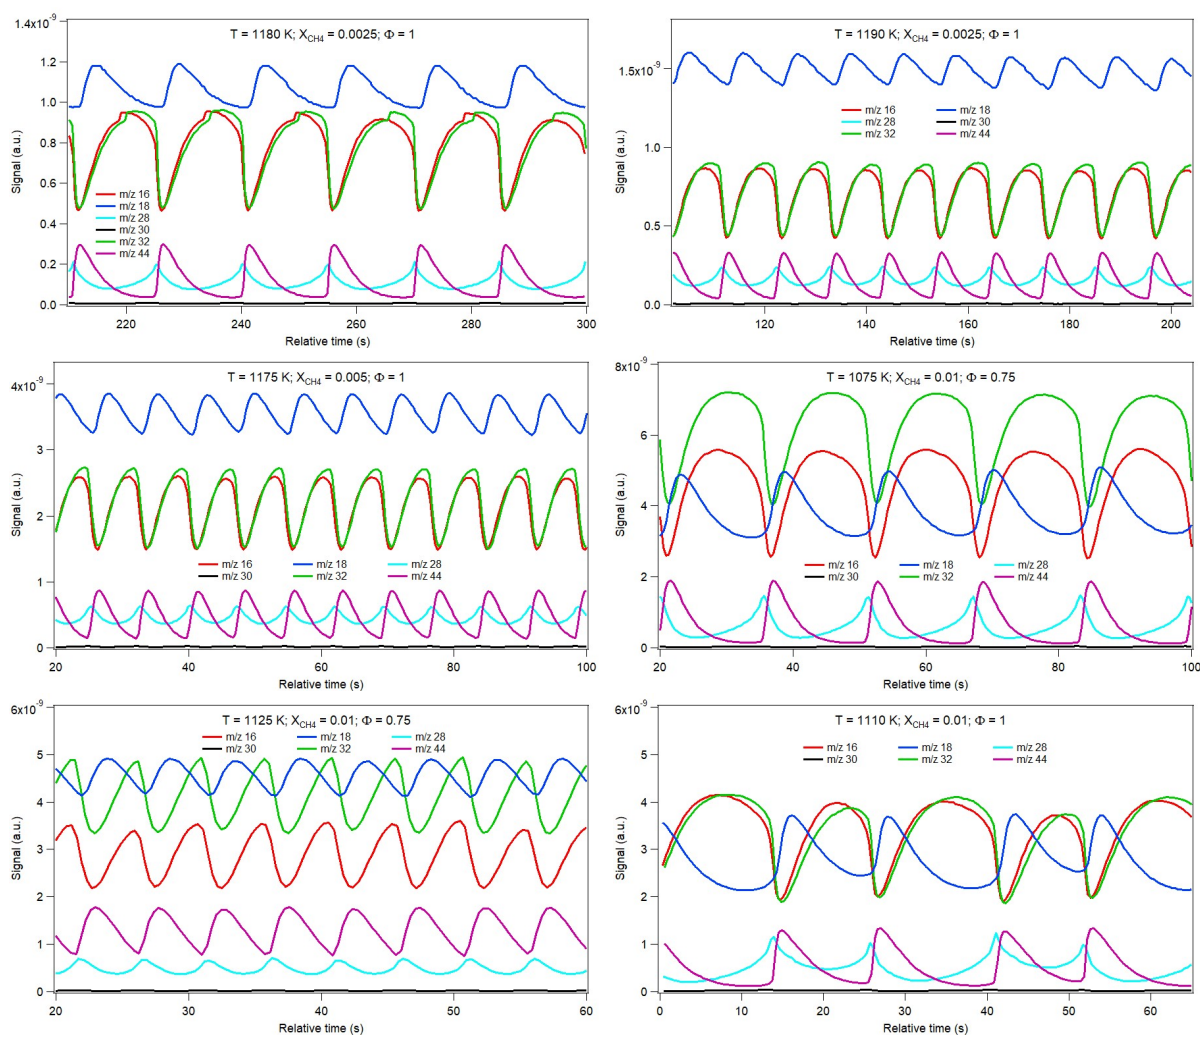 1.4x10-9
T = 1180 K; XCH4 = 0.0025; Φ = 1
1.2
1.0
0.8
0.6
0.4
0.2
0.0
Signal (a.u.)
m/z 16
m/z 18
m/z 28
m/z 30
m/z 32
m/z 44
220 240 260 280 300
Relative time (s)
T = 1190 K; XCH4 = 0.0025; Φ = 1
1.5x10-9
1.0
0.5
0.0
Signal (a.u.)
m/z 16 m/z 18
m/z 28 m/z 30
m/z 32 m/z 44
120 140 160 180 200
Relative time (s)
T = 1175 K; XCH4 = 0.005; Φ = 1
4x10-9
3
2
1
0
Signal (a.u.)
m/z 16 m/z 18 m/z 28
m/z 30 m/z 32 m/z 44
20 40 60 80 100
Relative time (s)
8x10-9
T = 1075 K; XCH4 = 0.01; Φ = 0.75
6
4
2
0
Signal (a.u.)
m/z 16 m/z 18 m/z 28
m/z 30 m/z 32 m/z 44
20 40 60 80 100
Relative time (s)
6x10-9
T = 1125 K; XCH4 = 0.01; Φ = 0.75
m/z 16 m/z 18 m/z 28
m/z 30 m/z 32 m/z 44
5
4
3
2
1
0
Signal (a.u.)
20 30 40 50 60
Relative time (s)
6x10-9
T = 1110 K; XCH4 = 0.01; Φ = 1
m/z 16 m/z 18 m/z 28
m/z 30 m/z 32 m/z 44
5
4
3
2
1
0
Signal (a.u.)
0 10 20 30 40 50 60
Relative time (s)